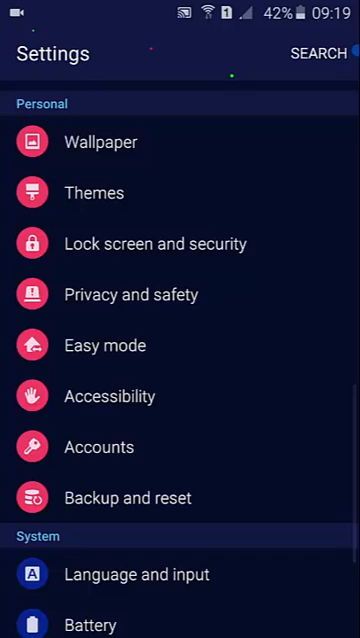 1 42% 09:19
Settings SEARCH
Personal
Wallpaper
Themes
Lock screen and security
Privacy and safety
Easy mode
Accessibility
Accounts
Backup and reset
System
A Language and input
Battery